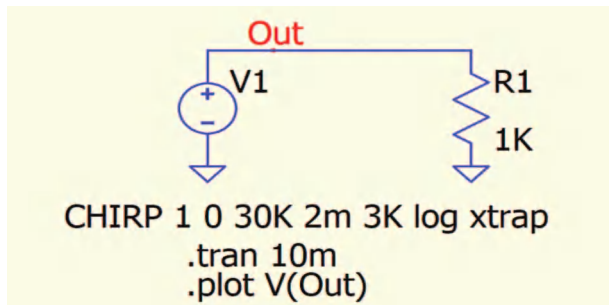 Out
V1
R1
1K
CHIRP 1 0 30K 2m 3K log xtrap
.tran 10m
.plot V(Out)